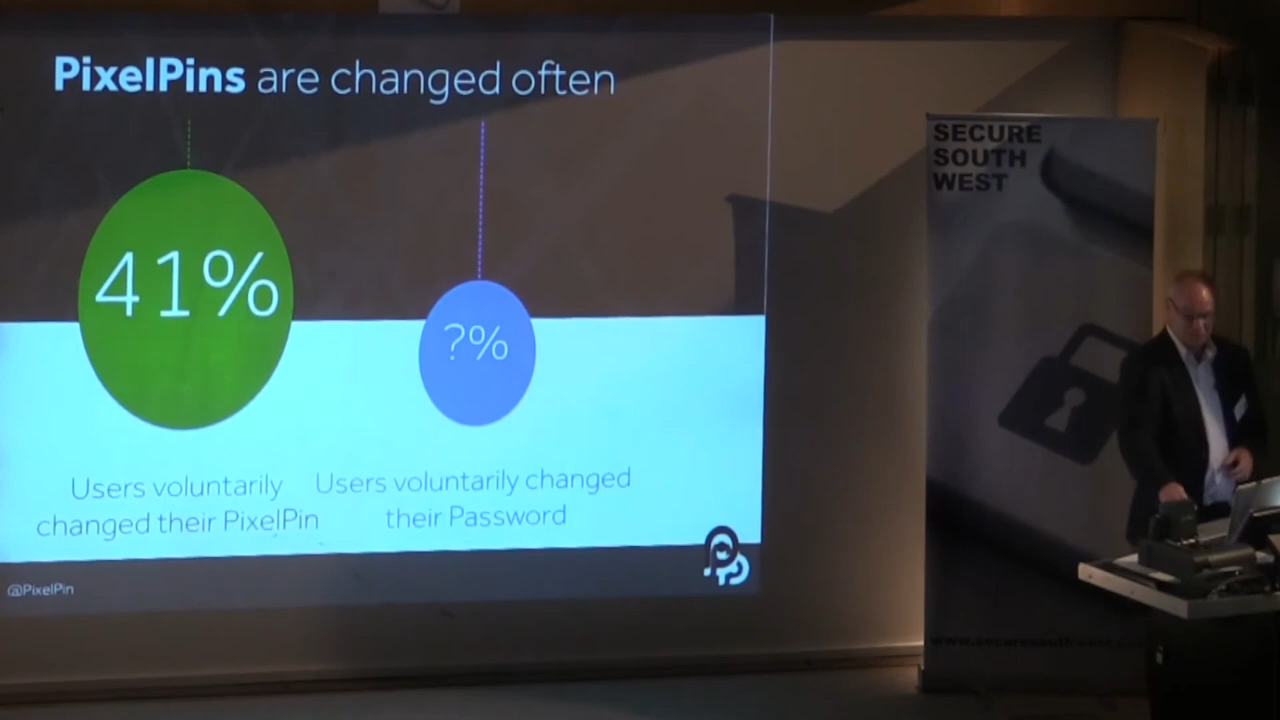 PixelPins are changed often
41%
?%
Users voluntarily
changed their PixelPin
Users voluntarily changed
their Password
@PixelPin
SECURE
SOUTH
WEST